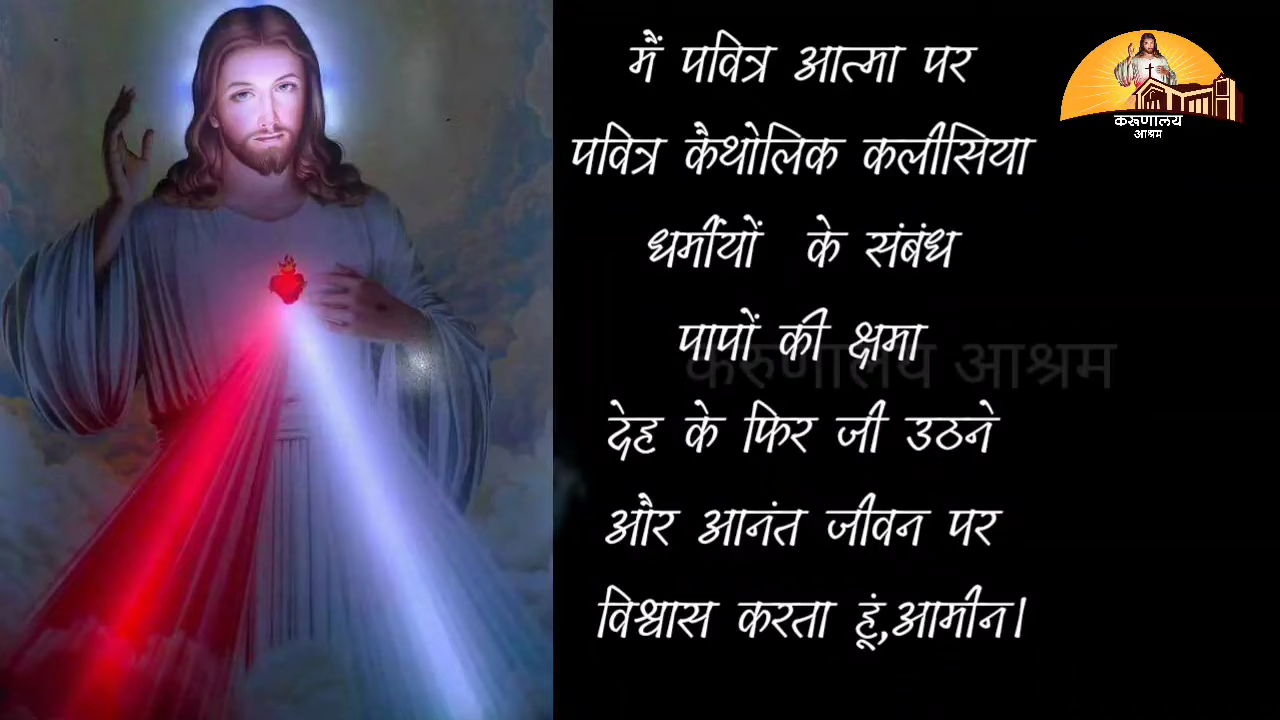 मैं पवित्र आत्मा पर
पवित्र कैथोलिक कलीसिया
धर्मीयों के संबंध
पापों की क्षमा
देह के फिर जी उठने
और आनंत जीवन पर
विश्वास करता हूं,आमीन।
करूणालय
आश्रम
करुणालय आश्रम